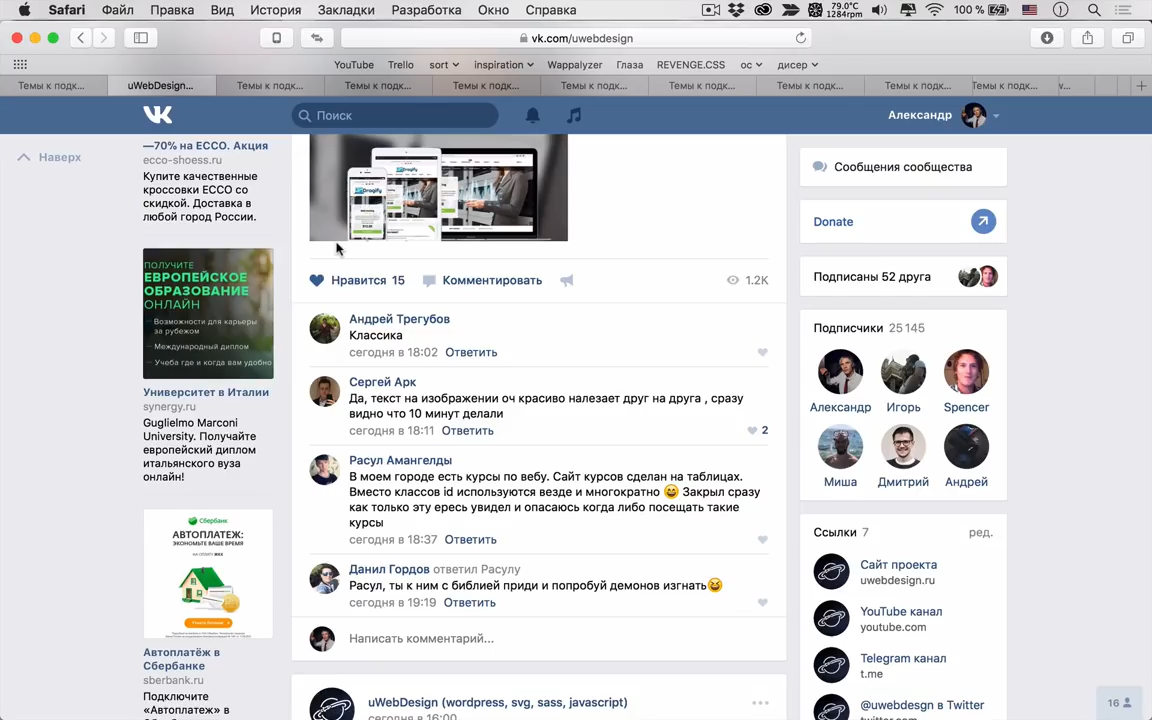 Safari Файл Правка Вид История Закладки Разработка Окно Справка 79.0°C 1284rpm 100 %
vk.com/uwebdesign
YouTube Trello sort inspiration Wappalyzer Глаза REVENGE.CSS ос дисер
Темы к подк... uWebDesign... Темы к подк... Темы к подк... Темы к подк... Темы к подк... Темы к подк... Темы к подк... Темы к подк... Темы к подк... v...
Поиск
Александр
Наверх
—70% на ECCO. Акция
ecco-shoess.ru
Купите качественные
кроссовки ECCO со
скидкой. Доставка в
любой город России.
ПОЛУЧИТЕ
ЕВРОПЕЙСКОЕ
ОБРАЗОВАНИЕ
ОНЛАЙН
Возможности для карьеры
за рубежом
Международный диплом
Учеба где и когда вам удобно
Университет в Италии
synergy.ru
Guglielmo Marconi
University. Получайте
европейский диплом
итальянского вуза
онлайн!
Сбербанк
АВТОПЛАТЕЖ:
ЭКОНОМЬТЕ ВАШЕ ВРЕМЯ
Автоплатёж в
Сбербанке
sberbank.ru
Подключите
«Автоплатеж» в
Нравится 15 Комментировать 1.2K
Андрей Трегубов
Классика
сегодня в 18:02 Ответить
Сергей Арк
Да, текст на изображении оч красиво налезает друг на друга , сразу
видно что 10 минут делали
сегодня в 18:11 Ответить 2
Расул Амангелды
В моем городе есть курсы по вебу. Сайт курсов сделан на таблицах.
Вместо классов id используются везде и многократно 😄 Закрыл сразу
как только эту ересь увидел и опасаюсь когда либо посещать такие
курсы
сегодня в 18:37 Ответить
Данил Гордов ответил Расулу
Расул, ты к ним с библией приди и попробуй демонов изгнать😆
сегодня в 19:19 Ответить
Написать комментарий...
uWebDesign (wordpress, svg, sass, javascript)
сегодня в 16:00
Сообщения сообщества
Donate
Подписаны 52 друга
Подписчики 25 145
Александр Игорь Spencer
Миша Дмитрий Андрей
Ссылки 7 ред.
Сайт проекта
uwebdesign.ru
YouTube канал
youtube.com
Telegram канал
t.me
@uwebdesgn в Twitter
twitter.com
16